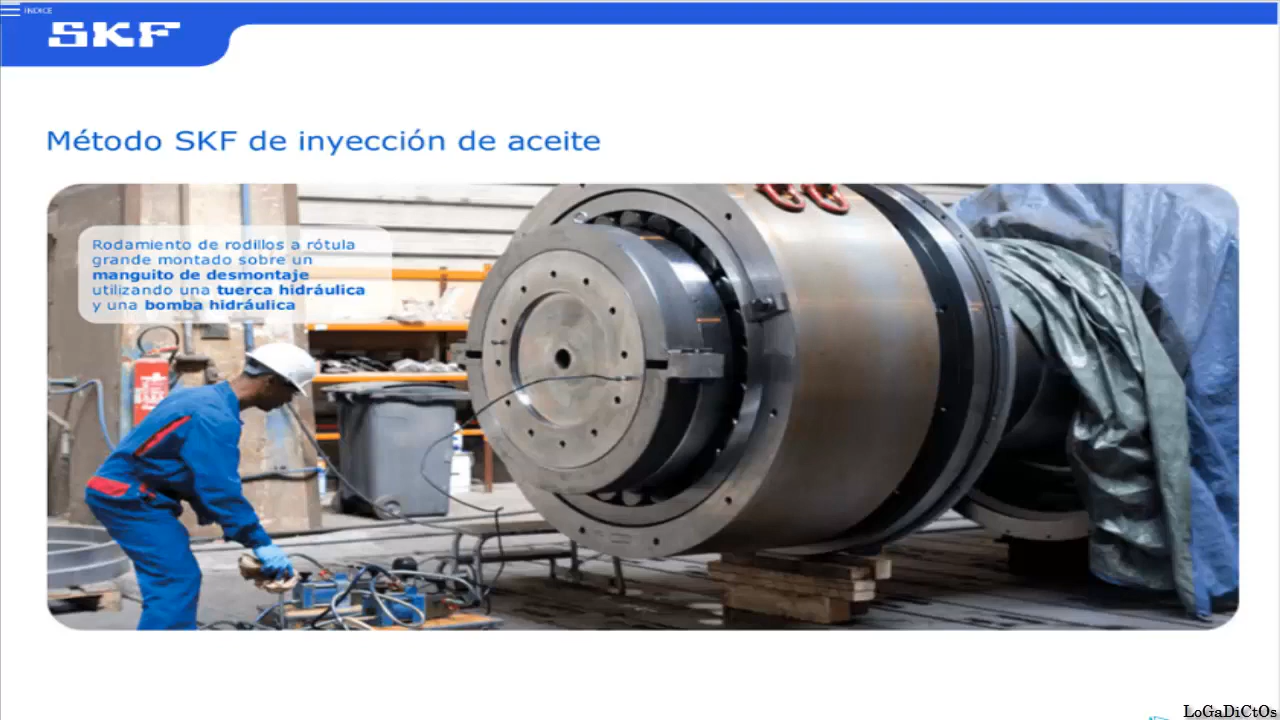 ÍNDICE
SKF
Método SKF de inyección de aceite
Rodamiento de rodillos a rótula
grande montado sobre un
manguito de desmontaje
utilizando una tuerca hidráulica
y una bomba hidráulica
LoGaDiCtOs